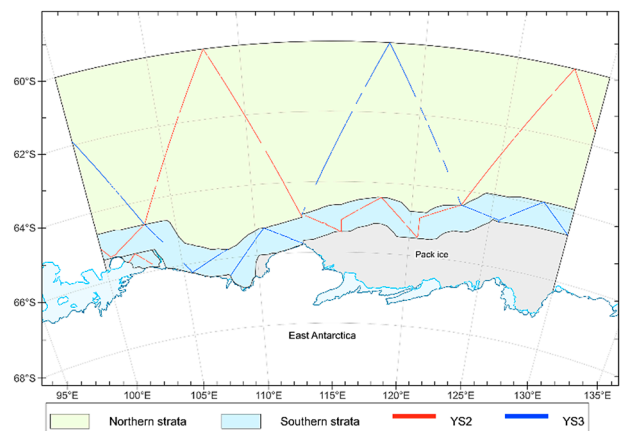 60°S
62°S
64°S
66°S
68°S
Pack ice
East Antarctica
95°E 100°E 105°E 110°E 115°E 120°E 125°E 130°E 135°E
Northern strata Southern strata YS2 YS3